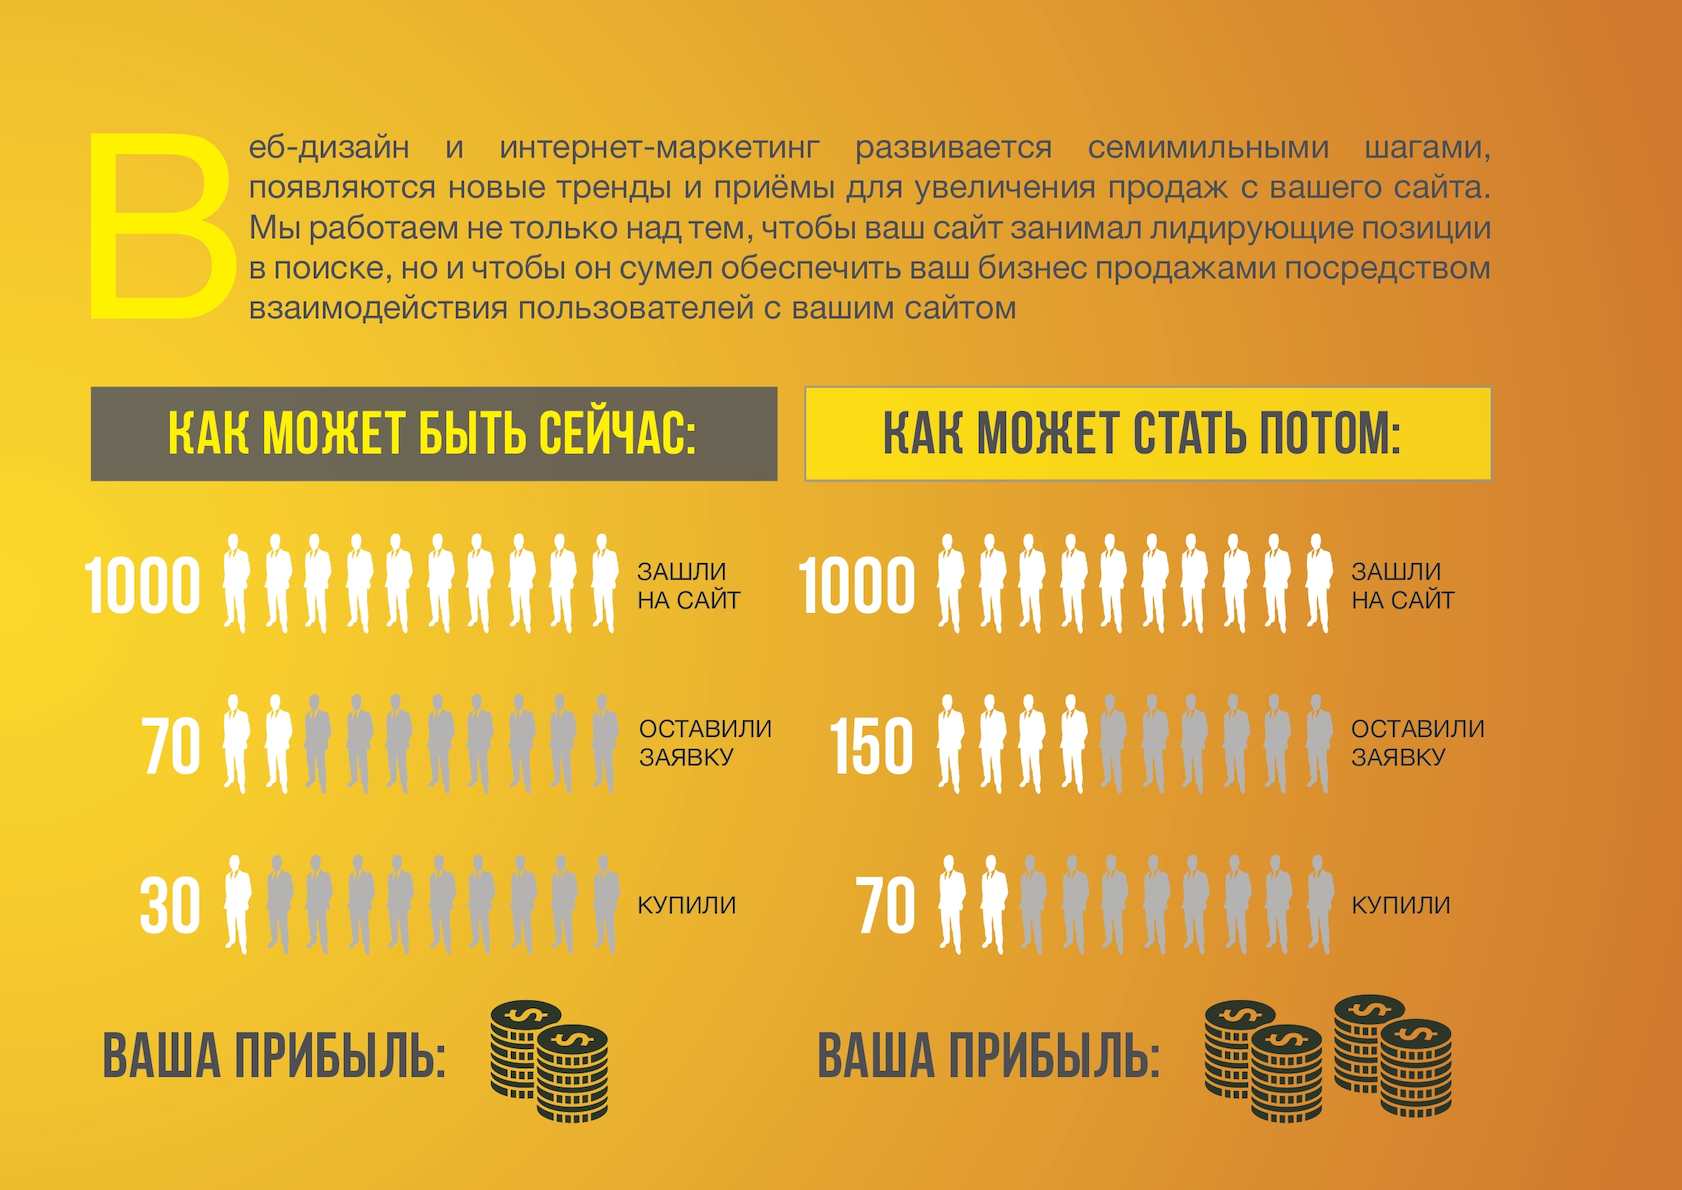 Веб-дизайн и интернет-маркетинг развивается семимильными шагами,
появляются новые тренды и приёмы для увеличения продаж с вашего сайта.
Мы работаем не только над тем, чтобы ваш сайт занимал лидирующие позиции
в поиске, но и чтобы он сумел обеспечить ваш бизнес продажами посредством
взаимодействия пользователей с вашим сайтом
КАК МОЖЕТ БЫТЬ СЕЙЧАС:
1000
ЗАШЛИ
НА САЙТ
70
ОСТАВИЛИ
ЗАЯВКУ
30
КУПИЛИ
ВАША ПРИБЫЛЬ:
КАК МОЖЕТ СТАТЬ ПОТОМ:
1000
ЗАШЛИ
НА САЙТ
150
ОСТАВИЛИ
ЗАЯВКУ
70
КУПИЛИ
ВАША ПРИБЫЛЬ: